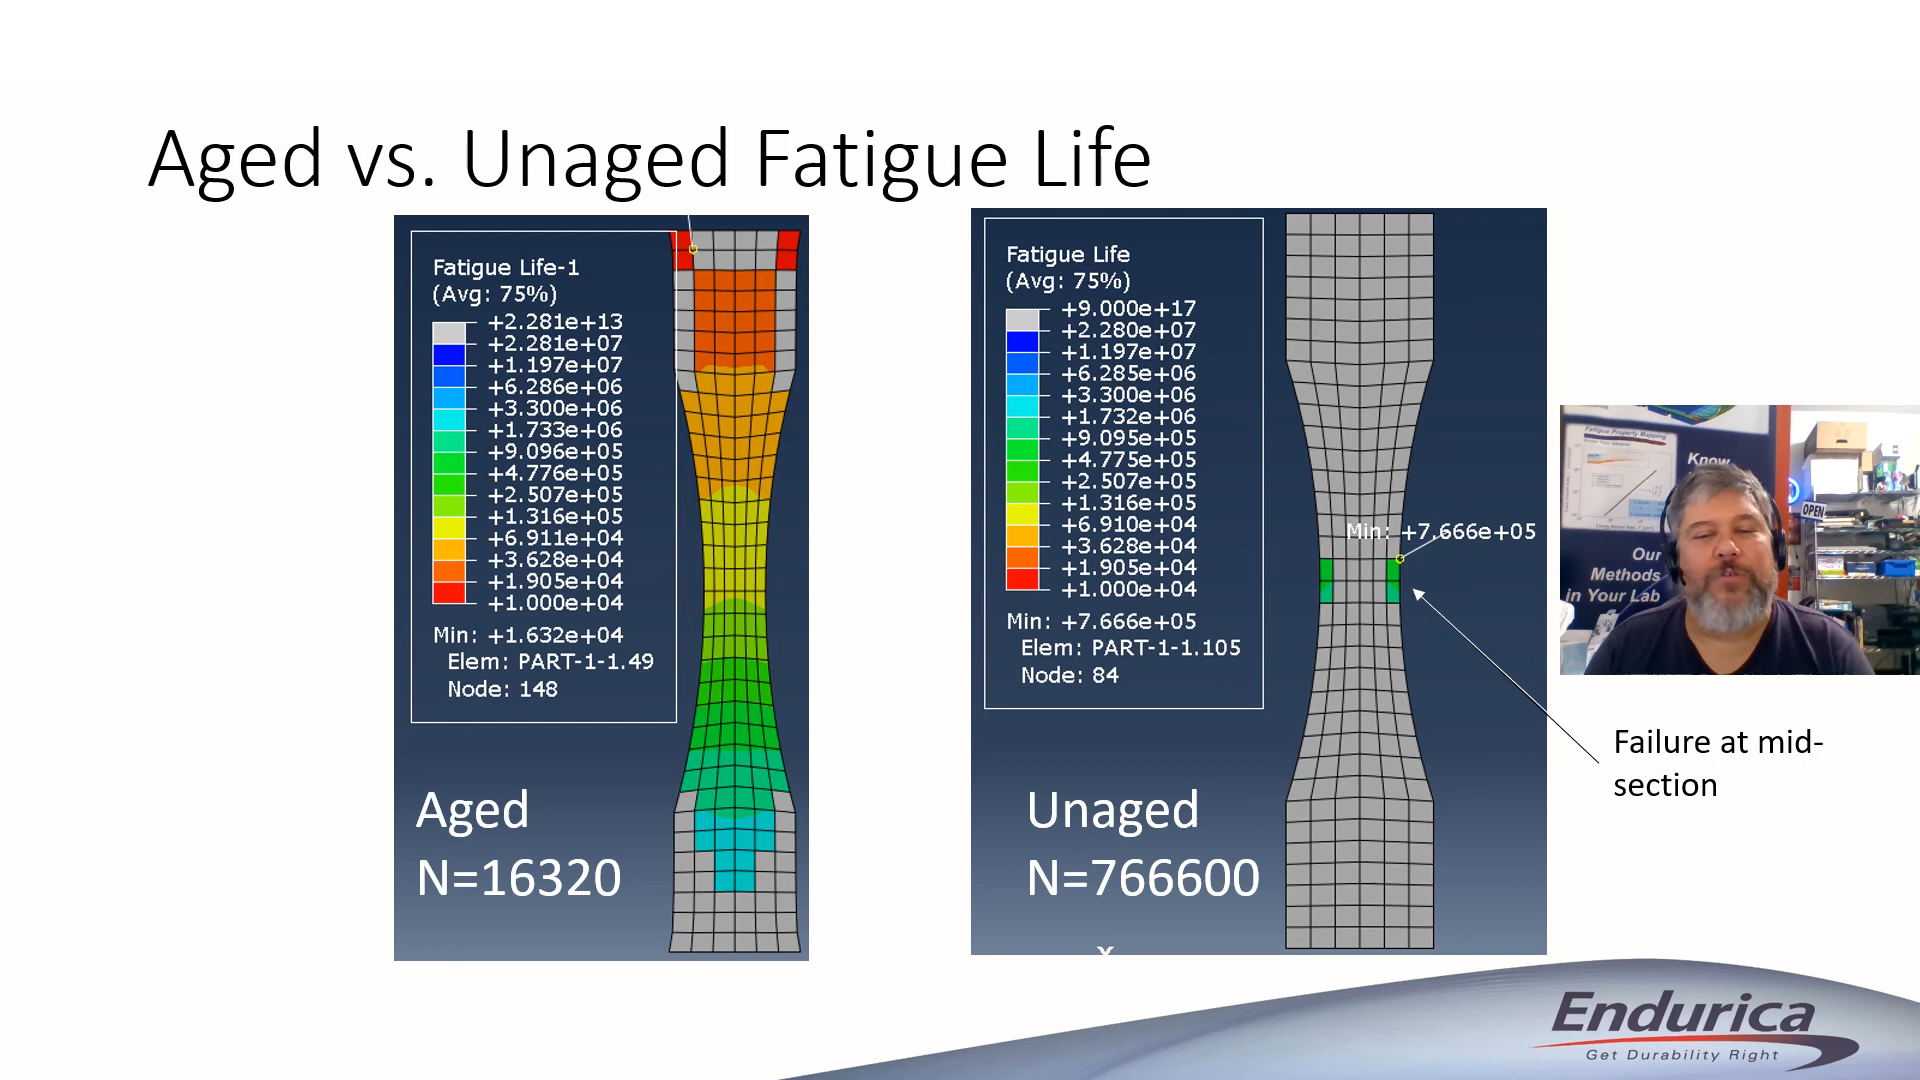 Aged vs. Unaged Fatigue Life
Fatigue Life-1
(Avg: 75%)
+2.281e+13
+2.281e+07
+1.197e+07
+6.286e+06
+3.300e+06
+1.733e+06
+9.096e+05
+4.776e+05
+2.507e+05
+1.316e+05
+6.911e+04
+3.628e+04
+1.905e+04
+1.000e+04
Min: +1.632e+04
Elem: PART-1-1.49
Node: 148
Aged
N=16320
Fatigue Life
(Avg: 75%)
+9.000e+17
+2.280e+07
+1.197e+07
+6.285e+06
+3.300e+06
+1.732e+06
+9.095e+05
+4.775e+05
+2.507e+05
+1.316e+05
+6.910e+04
+3.628e+04
+1.905e+04
+1.000e+04
Min: +7.666e+05
Elem: PART-1-1.105
Node: 84
Unaged
N=766600
X
Min: +7.666e+05
Fatigue Property Mapping
Know
Our
Methods
in Your Lab
OPEN
Failure at mid-
section
Endurica
Get Durability Right